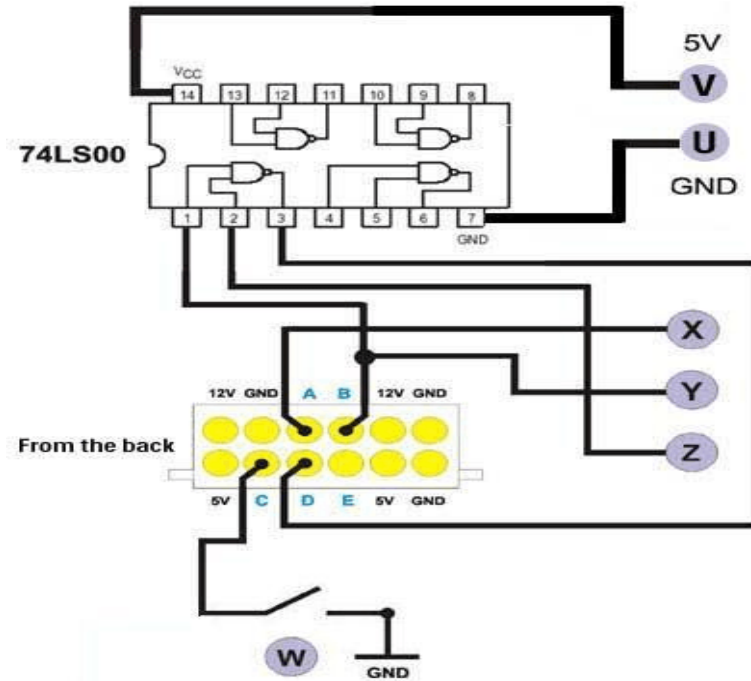 5V
V
VCC
14 13 12 11 10 9 8
74LS00
U
GND
1 2 3 4 5 6 7
GND
X
12V GND A B 12V GND
Y
From the back
Z
5V C D E 5V GND
W
GND